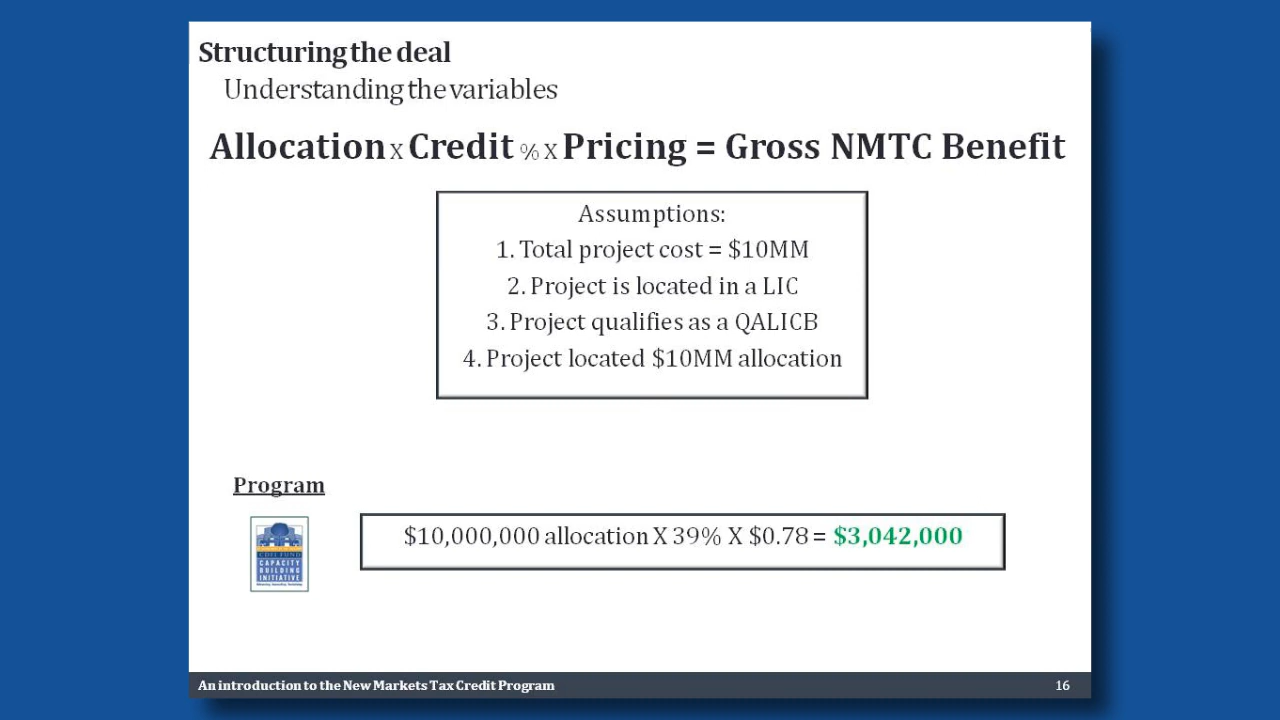 Structuring the deal
Understanding the variables
Allocation X Credit % X Pricing = Gross NMTC Benefit
Assumptions:
1. Total project cost = $10MM
2. Project is located in a LIC
3. Project qualifies as a QALICB
4. Project located $10MM allocation
Program
$10,000,000 allocation X 39% X $0.78 = $3,042,000
CDFI FUND
CAPACITY
BUILDING
INITIATIVE
An introduction to the New Markets Tax Credit Program
16